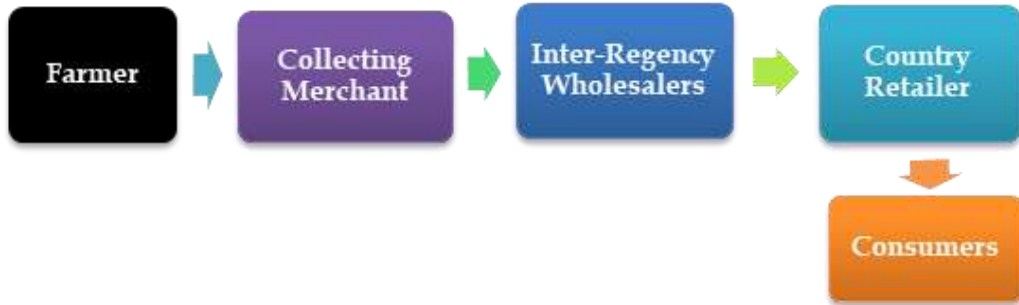 Farmer
Collecting
Merchant
Inter-Regency
Wholesalers
Country
Retailer
Consumers